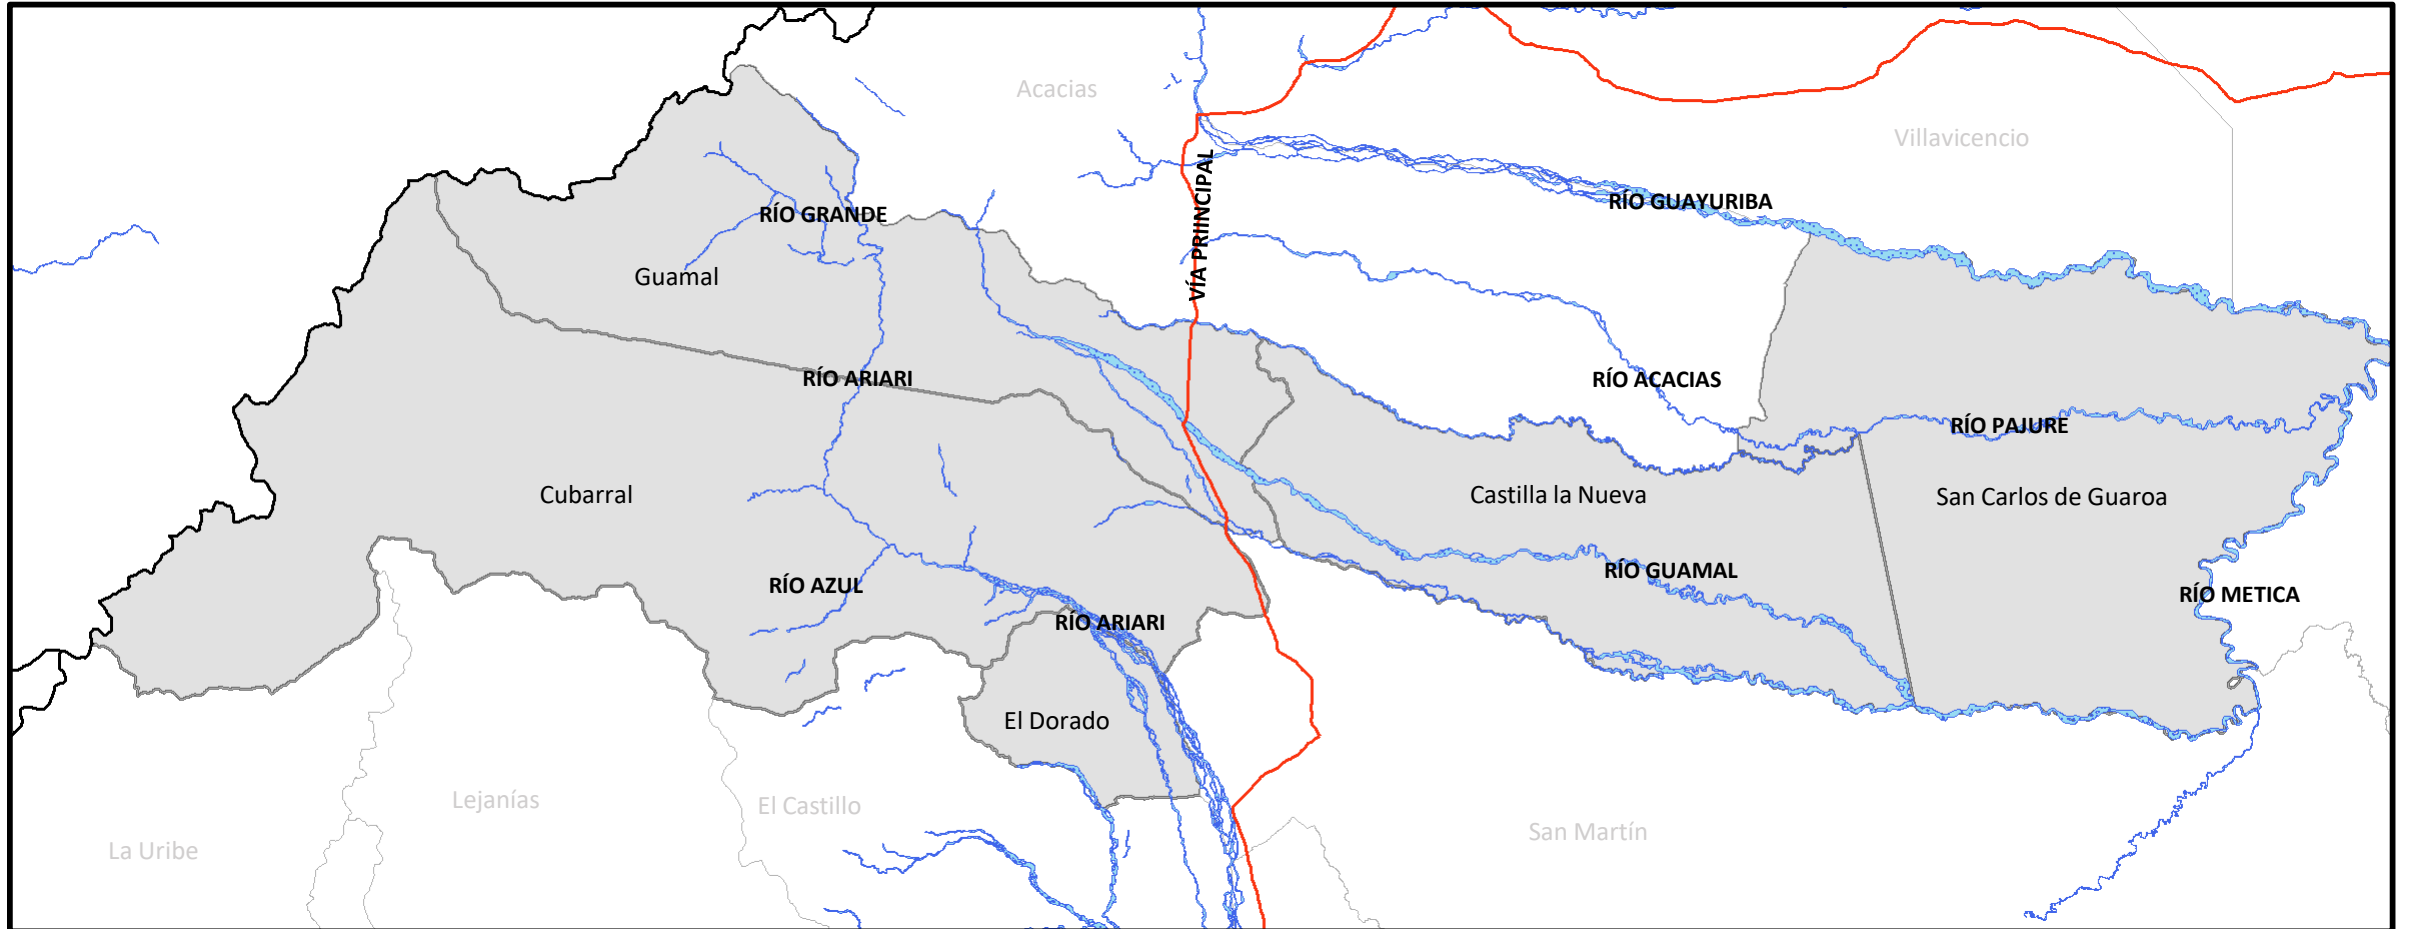 Acacias
Villavicencio
VÍA PRIINCIPAL
RÍO GUAYURIBA
RÍO GRANDE
Guamal
RÍO ARIARI
RÍO ACACIAS
RÍO PAJURE
Cubarral
Castilla la Nueva
San Carlos de Guaroa
RÍO GUAMAL
RÍO AZUL
RÍO METICA
RÍO ARIARI
El Dorado
Lejanías
El Castillo
San Martín
La Uribe